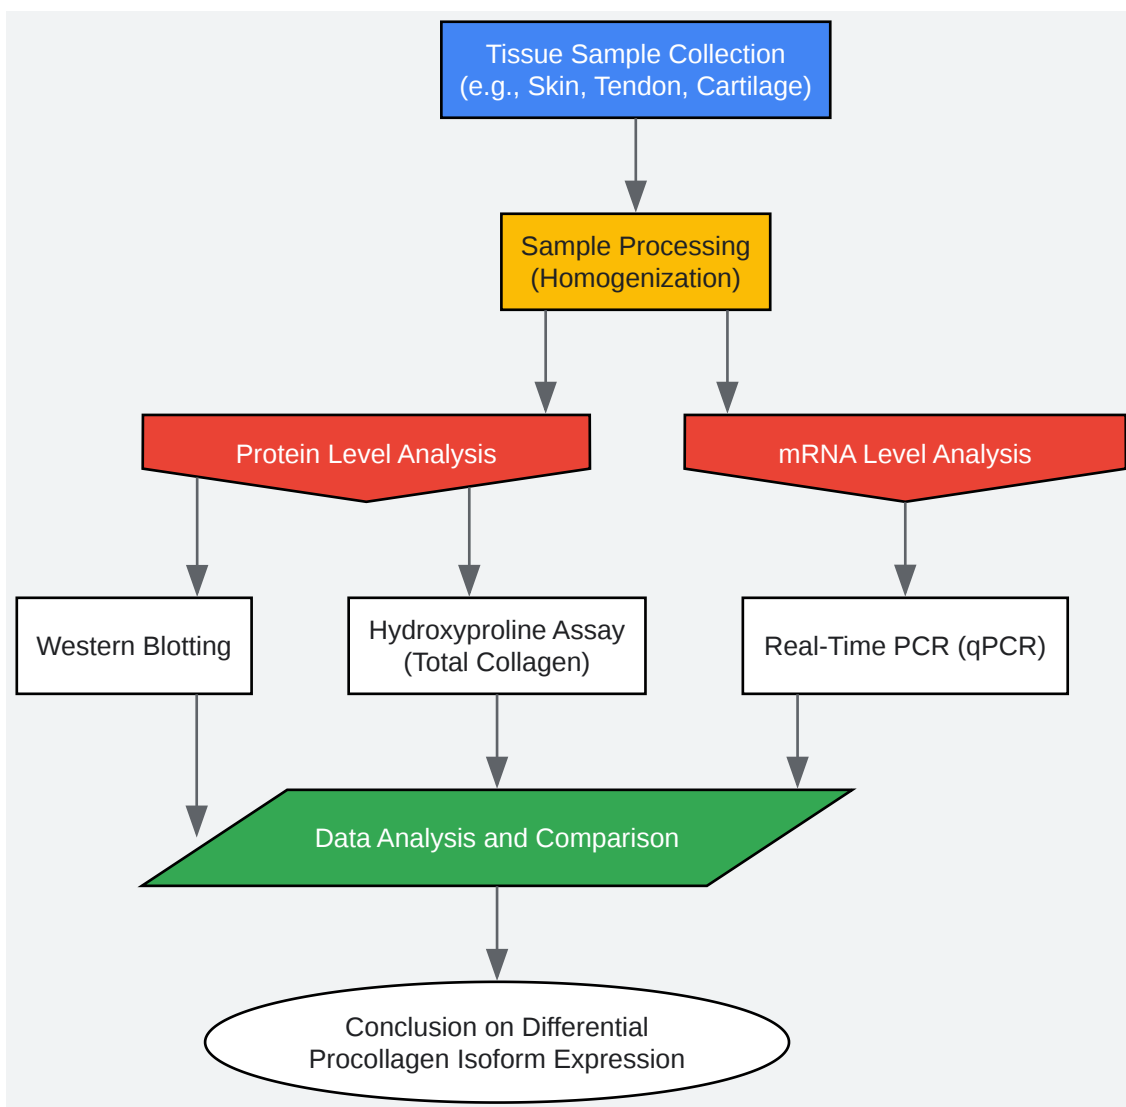 Tissue Sample Collection
(e.g., Skin, Tendon, Cartilage)
Sample Processing
(Homogenization)
Protein Level Analysis
mRNA Level Analysis
Western Blotting
Hydroxyproline Assay
(Total Collagen)
Real-Time PCR (qPCR)
Data Analysis and Comparison
Conclusion on Differential
Procollagen Isoform Expression